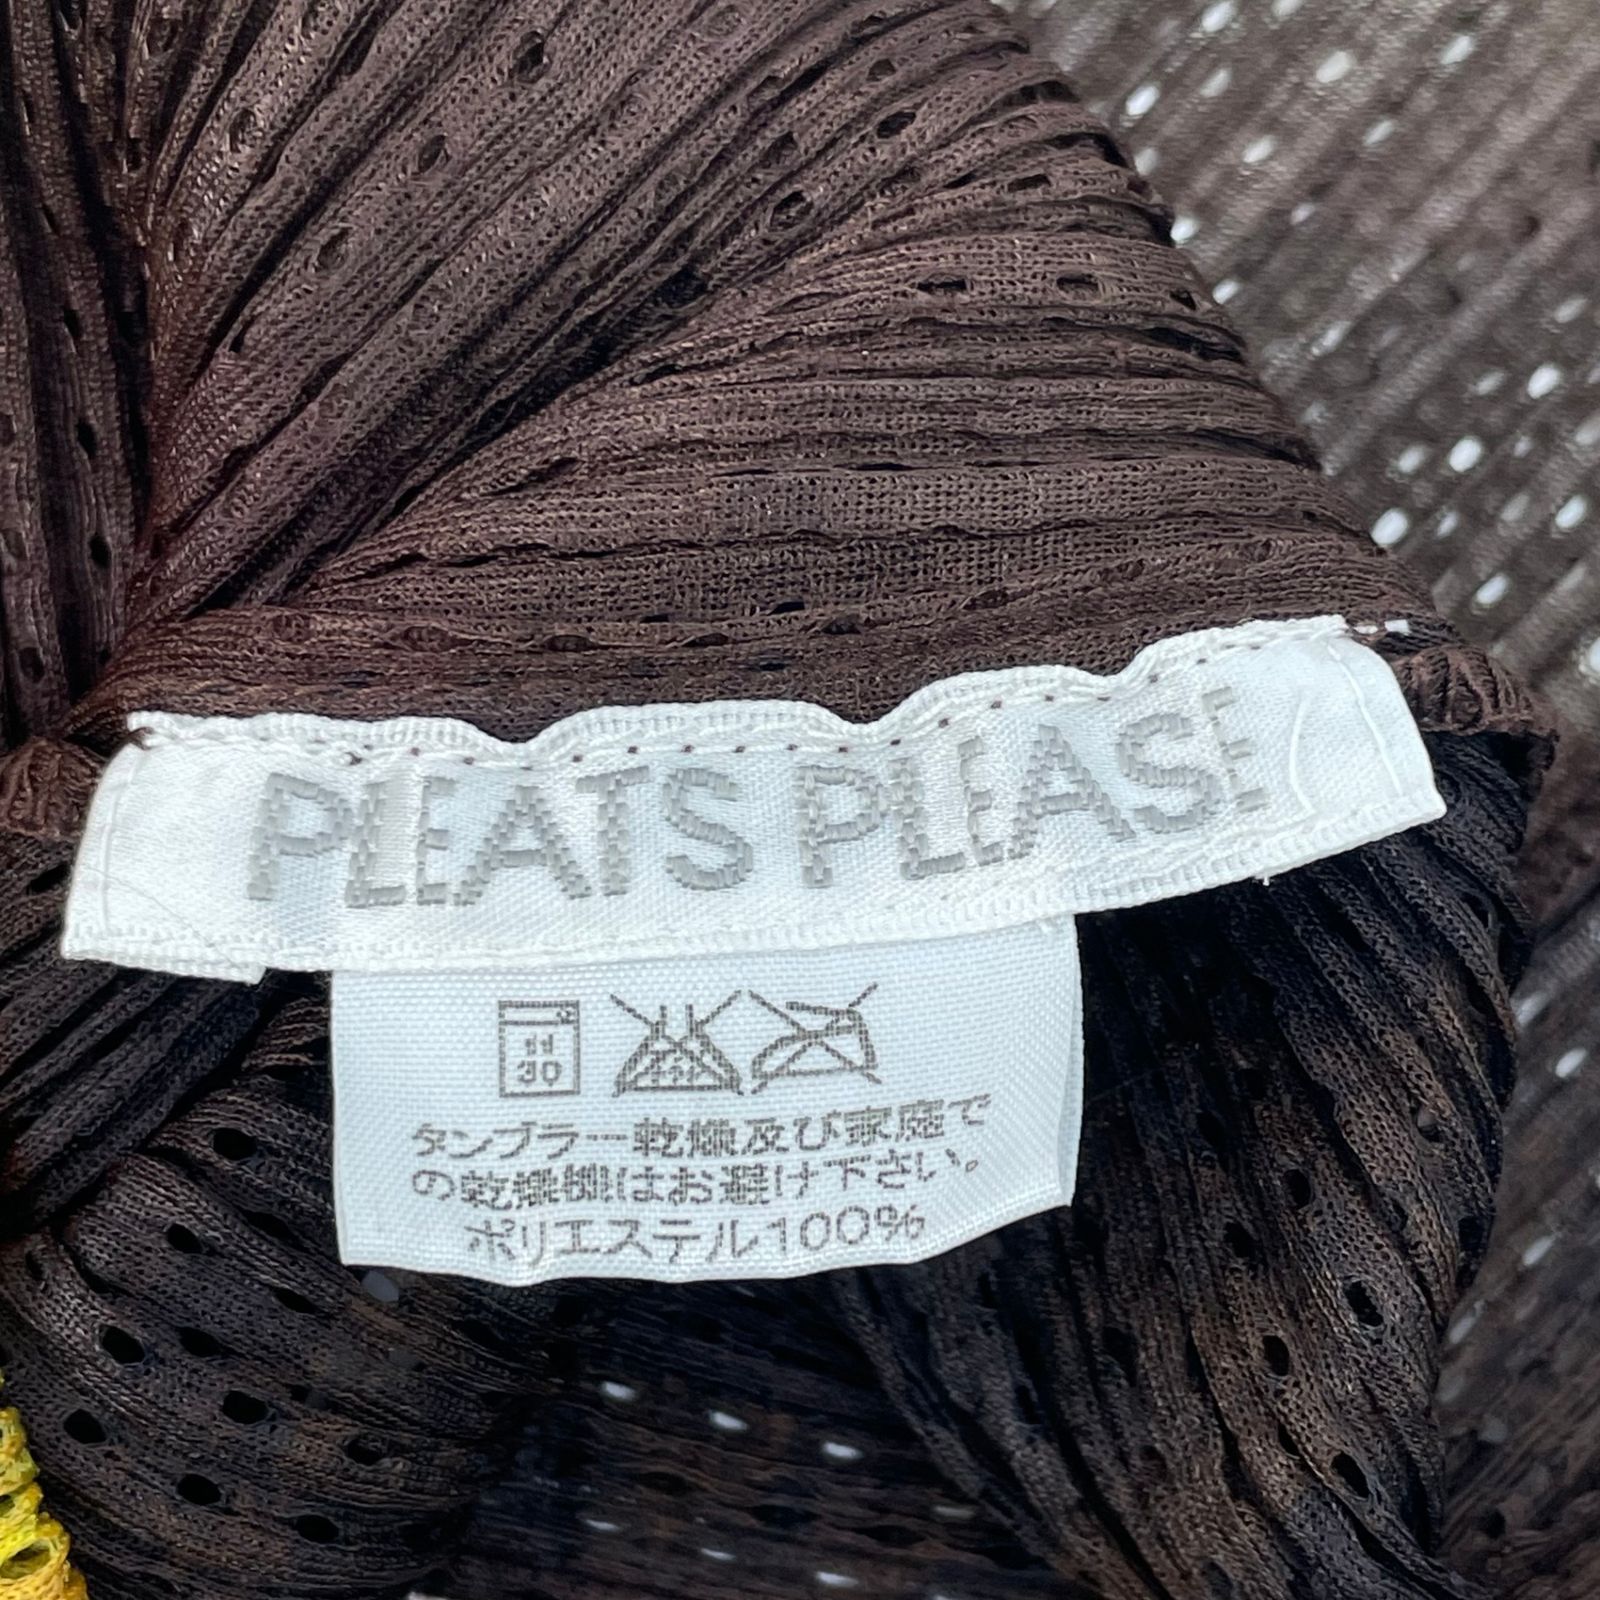 PLEATS PLEASE
30
タンブラー乾燥及び家庭で
の乾燥機はお避け下さい。
ポリエステル100%